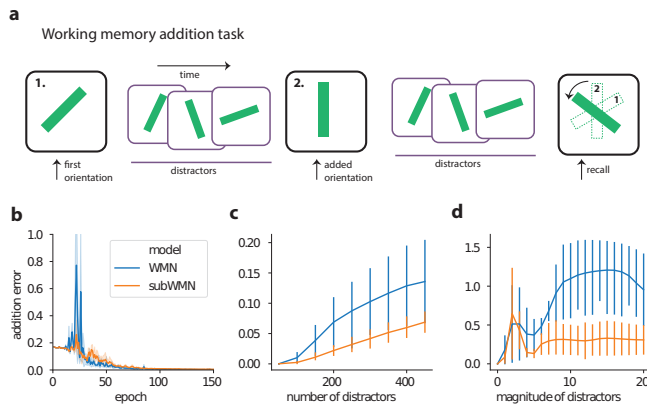 a
Working memory addition task
time
1.
2.
2
1
first
orientation
distractors
added
orientation
distractors
recall
b
c
d
1.0
0.8
0.6
0.4
0.2
0.0
addition error
model
WMN
subWMN
0
50
100
150
epoch
0.20
0.15
0.10
0.05
0.00
200
400
number of distractors
1.5
1.0
0.5
0.0
0
10
20
magnitude of distractors